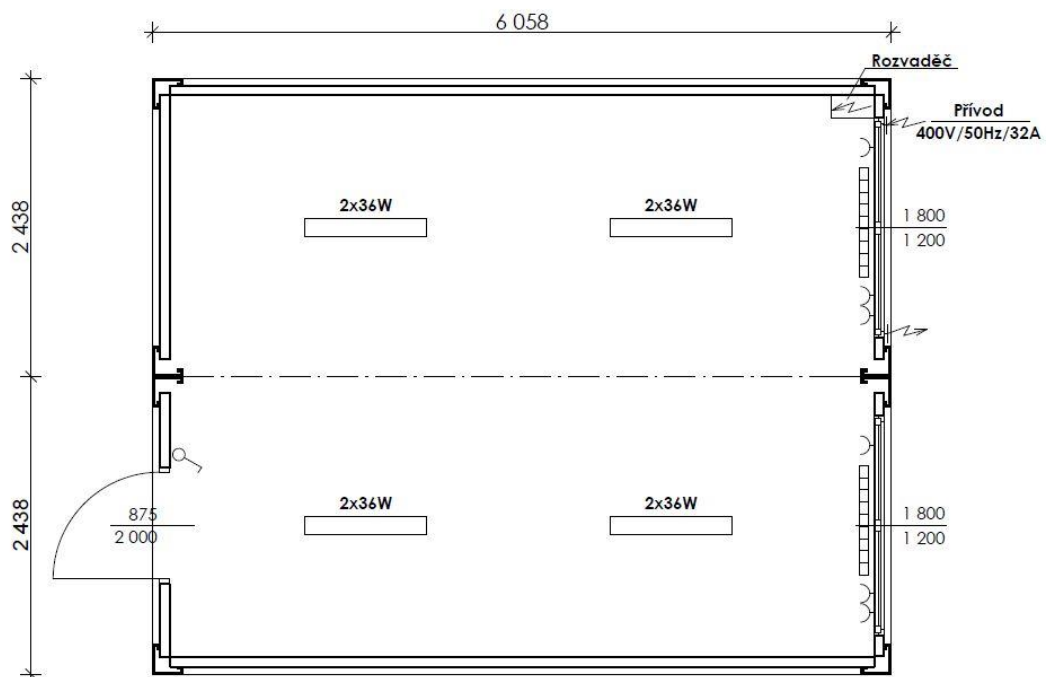 6 058
Rozvaděč
Přívod
400V/50Hz/32A
2 438
2x36W
2x36W
1 800
1 200
2 438
2x36W
2x36W
875
2 000
1 800
1 200